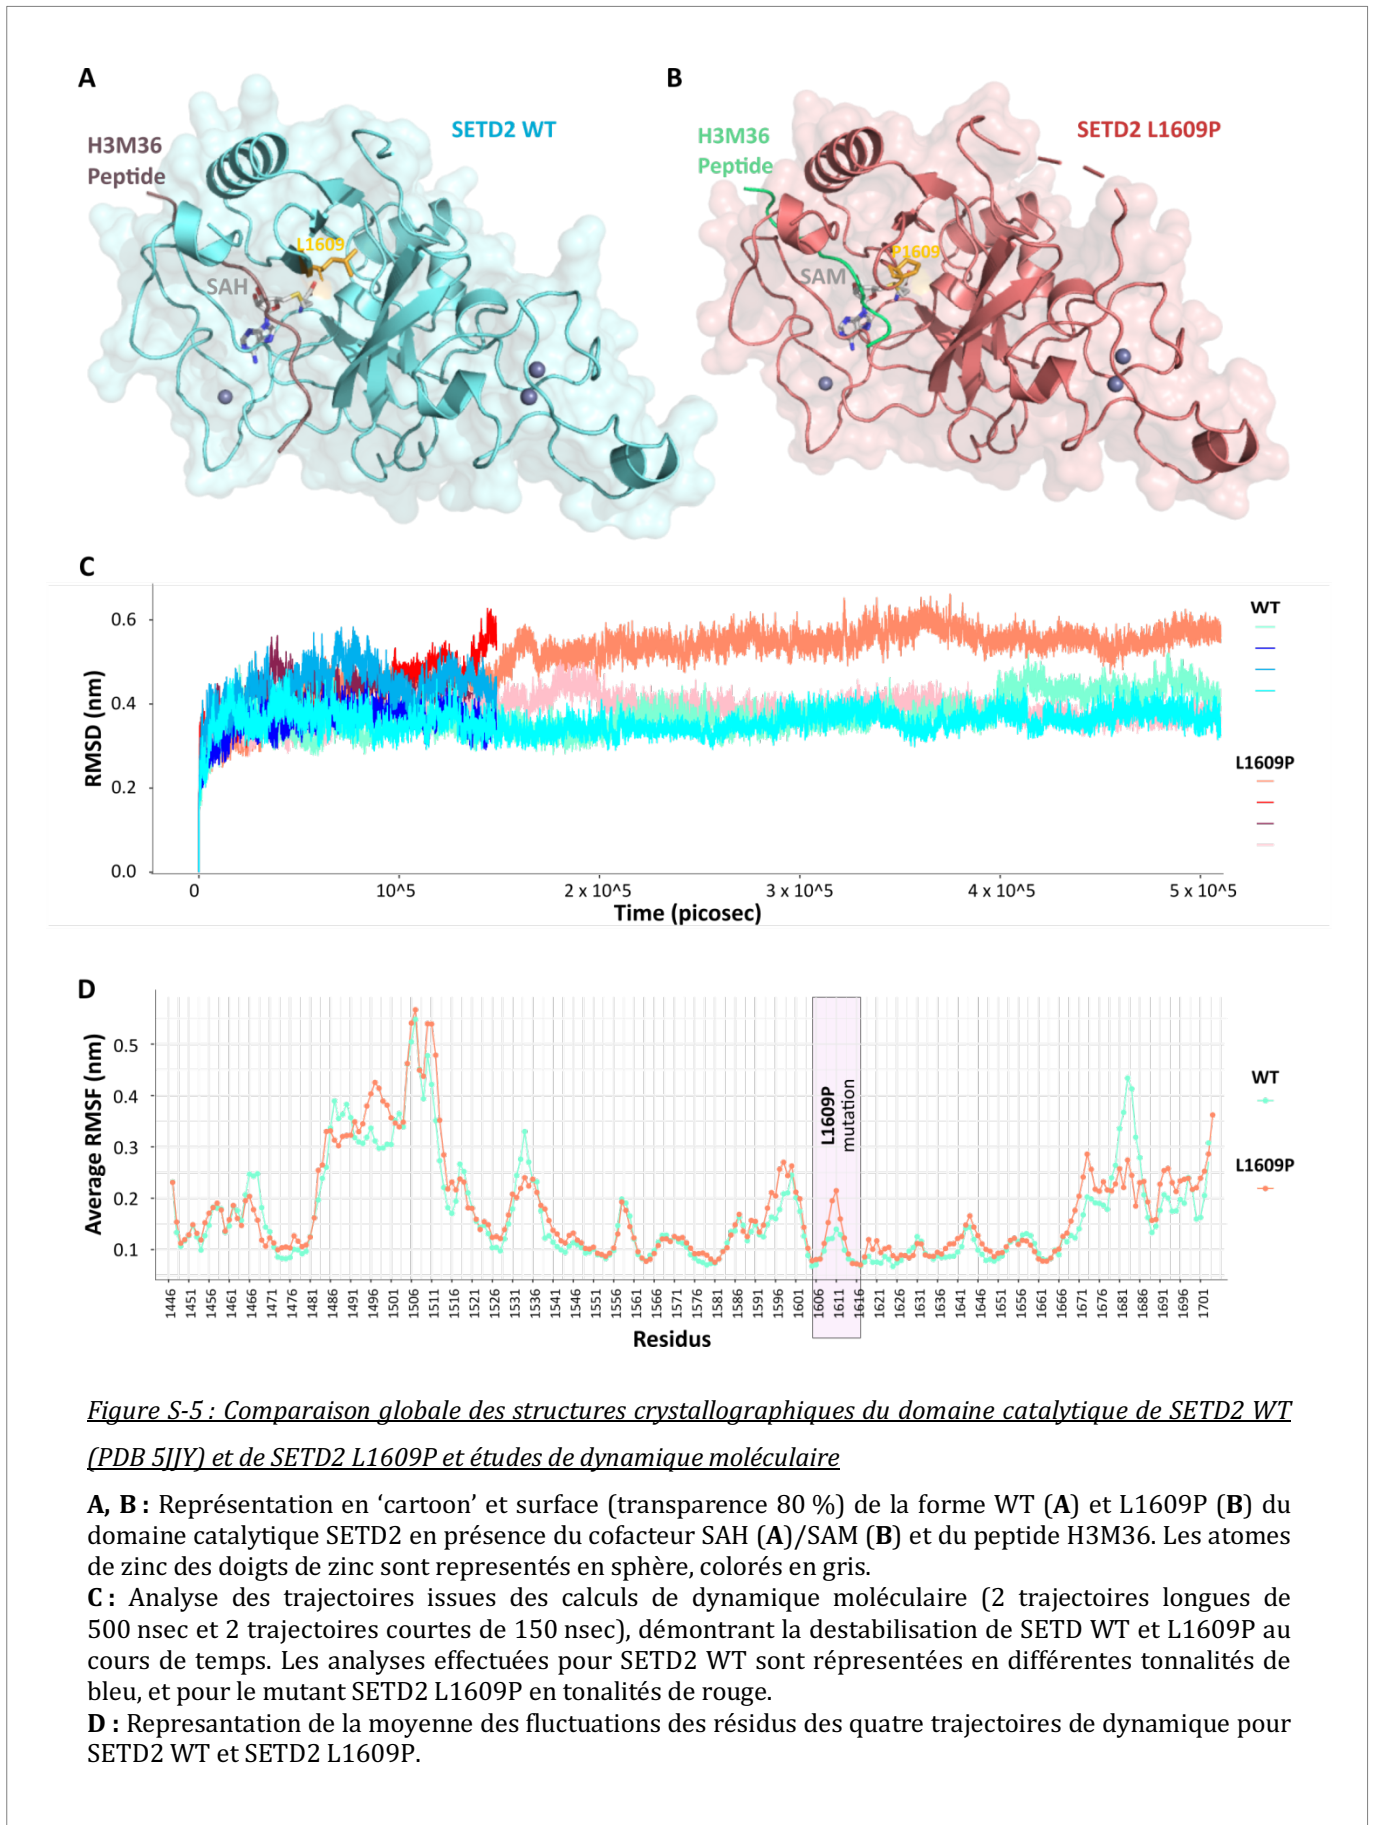 A
B
SETD2 WT
SETD2 L1609P
H3M36
Peptide
H3M36
Peptide
L1609
P1609
SAH
SAM
C
RMSD (nm)
0.6
0.4
0.2
0.0
0
10^5
2 x 10^5
3 x 10^5
4 x 10^5
5 x 10^5
Time (picosec)
WT
L1609P
D
Average RMSF (nm)
0.5
0.4
0.3
0.2
0.1
L1609P
mutation
WT
L1609P
1446
1451
1456
1461
1466
1471
1476
1481
1486
1491
1496
1501
1506
1511
1516
1521
1526
1531
1536
1541
1546
1551
1556
1561
1566
1571
1576
1581
1586
1591
1596
1601
1606
1611
1616
1621
1626
1631
1636
1641
1646
1651
1656
1661
1666
1671
1676
1681
1686
1691
1696
1701
Residus
Figure S-5 : Comparaison globale des structures crystallographiques du domaine catalytique de SETD2 WT
(PDB 5JJY) et de SETD2 L1609P et études de dynamique moléculaire
A, B : Représentation en ‘cartoon’ et surface (transparence 80 %) de la forme WT (A) et L1609P (B) du
domaine catalytique SETD2 en présence du cofacteur SAH (A)/SAM (B) et du peptide H3M36. Les atomes
de zinc des doigts de zinc sont representés en sphère, colorés en gris.
C : Analyse des trajectoires issues des calculs de dynamique moléculaire (2 trajectoires longues de
500 nsec et 2 trajectoires courtes de 150 nsec), démontrant la destabilisation de SETD WT et L1609P au
cours de temps. Les analyses effectuées pour SETD2 WT sont répresentées en différentes tonnalités de
bleu, et pour le mutant SETD2 L1609P en tonalités de rouge.
D : Represantation de la moyenne des fluctuations des résidus des quatre trajectoires de dynamique pour
SETD2 WT et SETD2 L1609P.